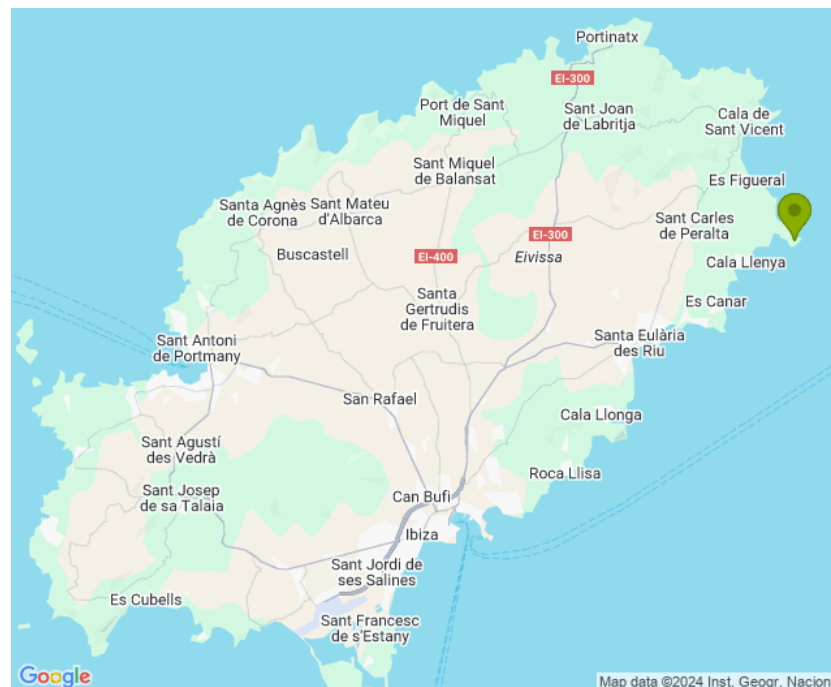 Portinatx
EI-300
Port de Sant
Miquel
Sant Joan
de Labritja
Cala de
Sant Vicent
Sant Miquel
de Balansat
Es Figueral
Santa Agnès
de Corona
Sant Mateu
d'Albarca
Sant Carles
de Peralta
EI-300
Buscastell
EI-400
Eivissa
Cala Llenya
Santa
Gertrudis
de Fruitera
Es Canar
Sant Antoni
de Portmany
Santa Eulària
des Riu
San Rafael
Cala Llonga
Sant Agustí
des Vedrà
Roca Llisa
Sant Josep
de sa Talaia
Can Bufi
Ibiza
Sant Jordi de
ses Salines
Es Cubells
Sant Francesc
de s'Estany
Google
Map data ©2024 Inst. Geogr. Nacion